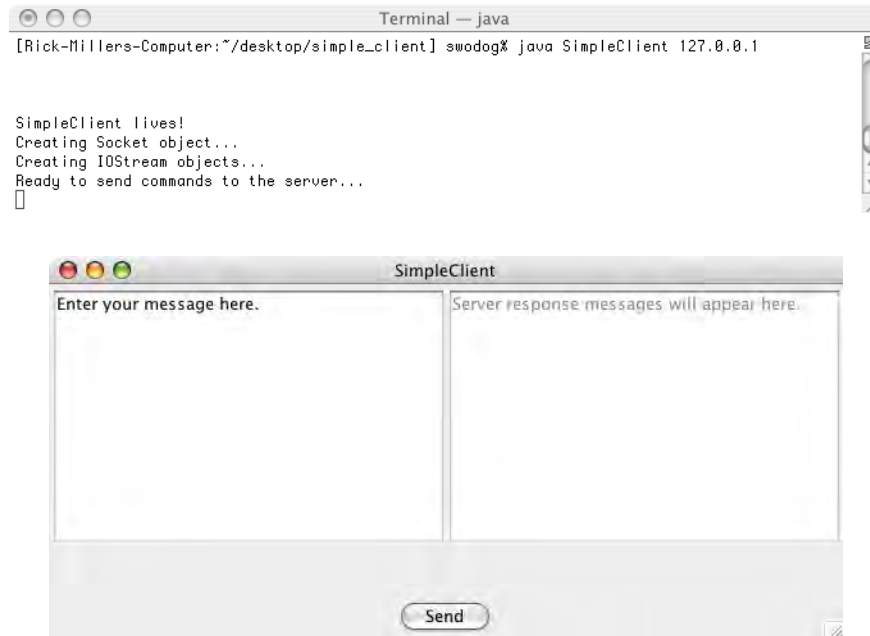 Terminal — java
[Rick-Millers-Computer:~/desktop/simple_client] swodog% java SimpleClient 127.0.0.1
SimpleClient lives!
Creating Socket object...
Creating IOStream objects...
Ready to send commands to the server...
SimpleClient
Enter your message here.
Server response messages will appear here.
Send